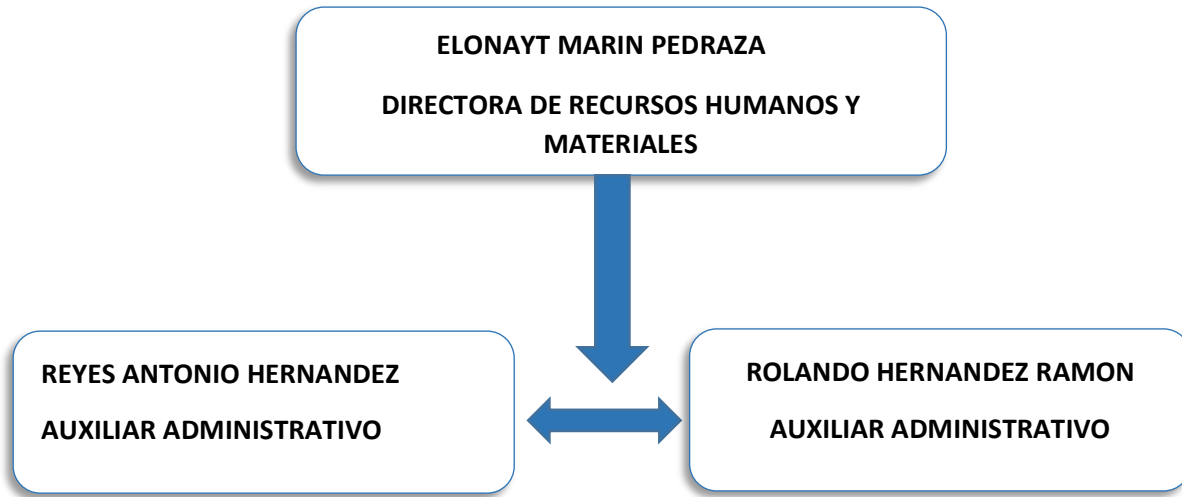 ELONAYT MARIN PEDRAZA
DIRECTORA DE RECURSOS HUMANOS Y
MATERIALES
REYES ANTONIO HERNANDEZ
AUXILIAR ADMINISTRATIVO
ROLANDO HERNANDEZ RAMON
AUXILIAR ADMINISTRATIVO